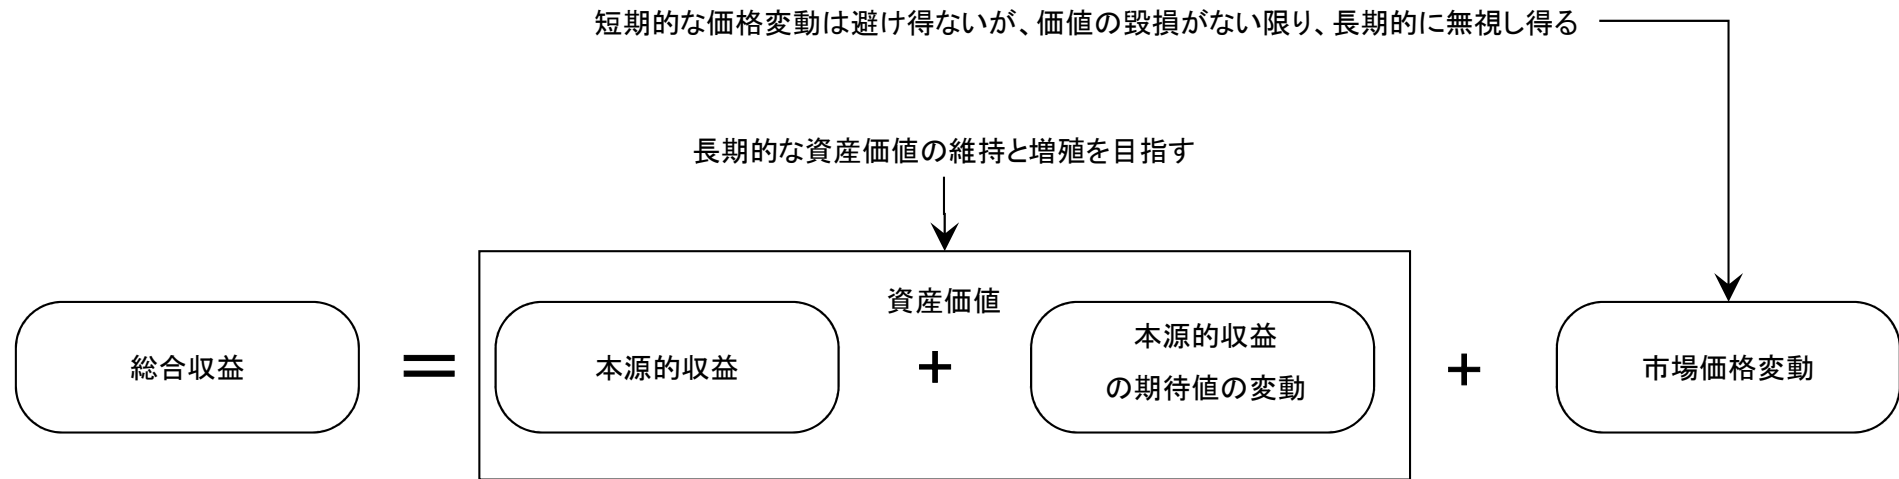 短期的な価格変動は避け得ないが、価値の毀損がない限り、長期的に無視し得る
長期的な資産価値の維持と増殖を目指す
資産価値
総合収益
＝
本源的収益
+
本源的収益
の期待値の変動
+
市場価格変動